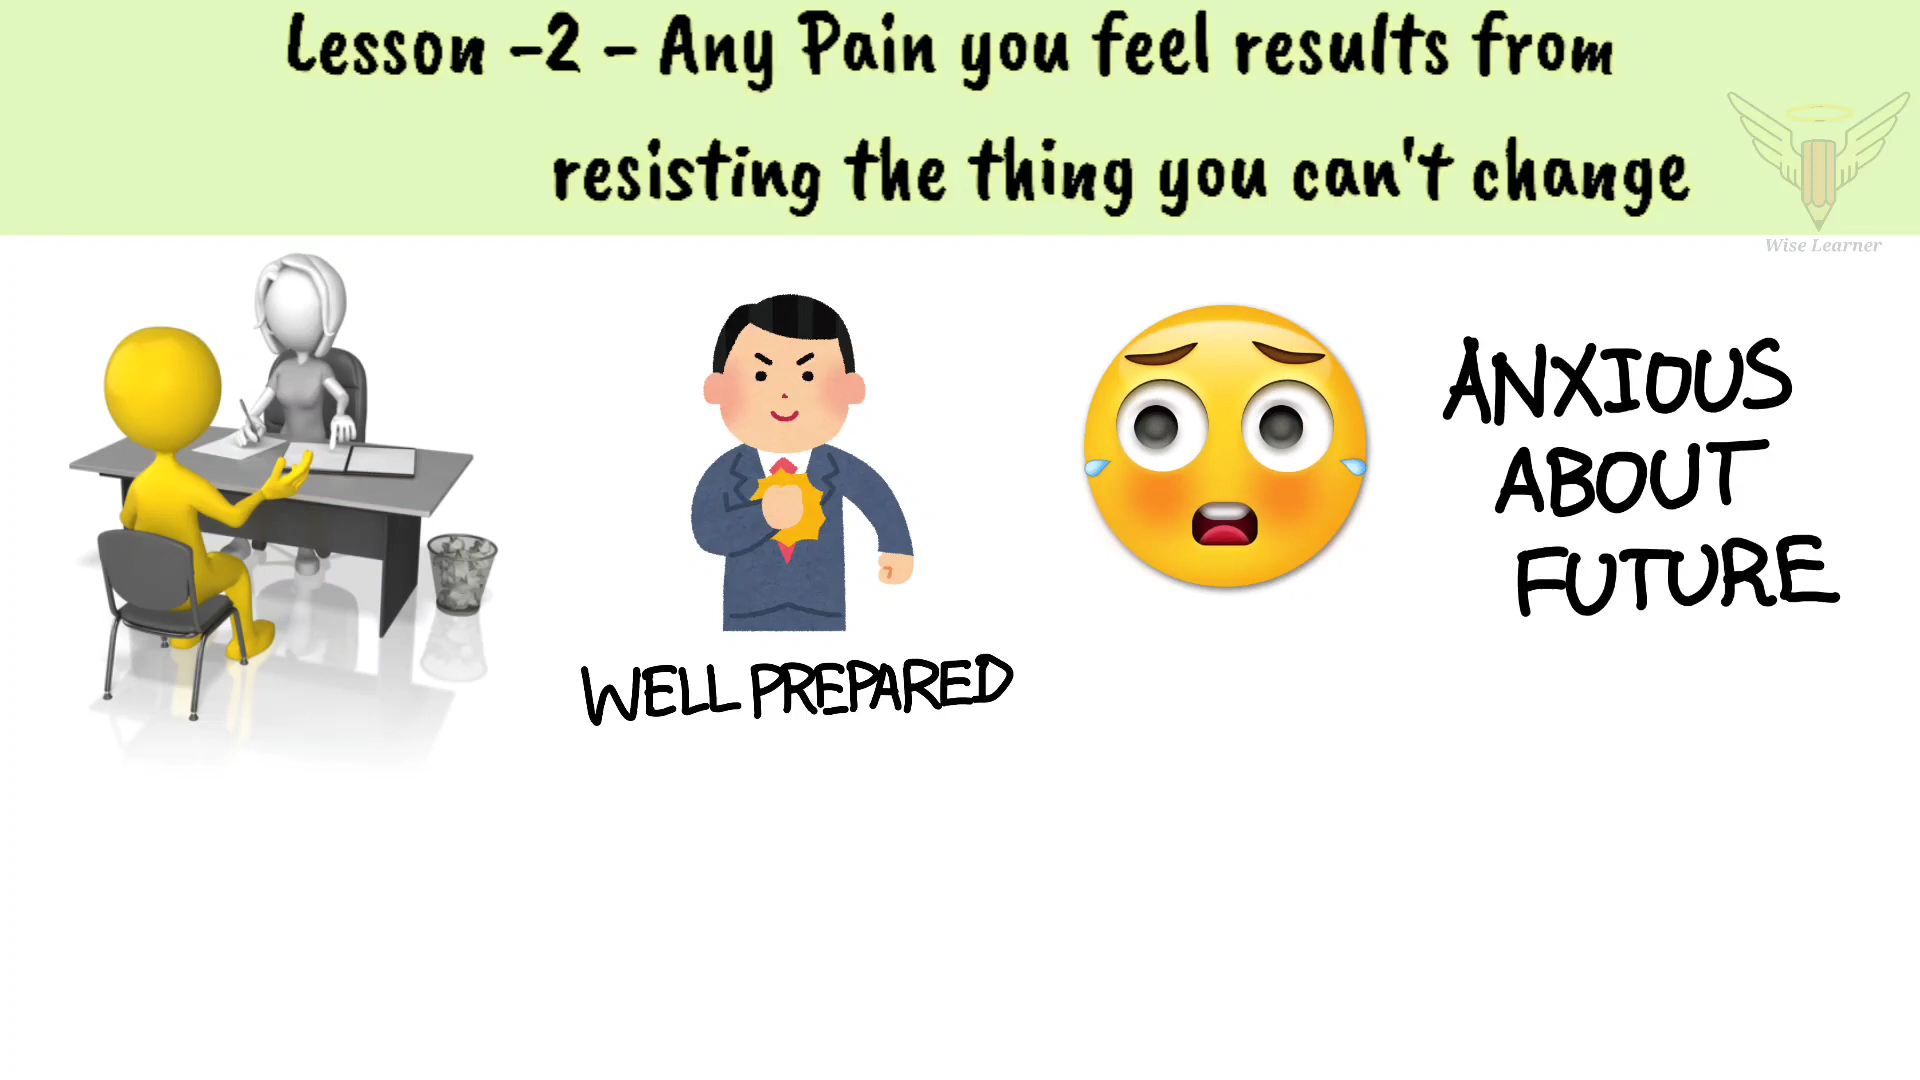 Lesson -2 - Any Pain you feel results from
resisting the thing you can't change
Wise Learner
ANXIOUS
ABOUT
FUTURE
WELL PREPARED